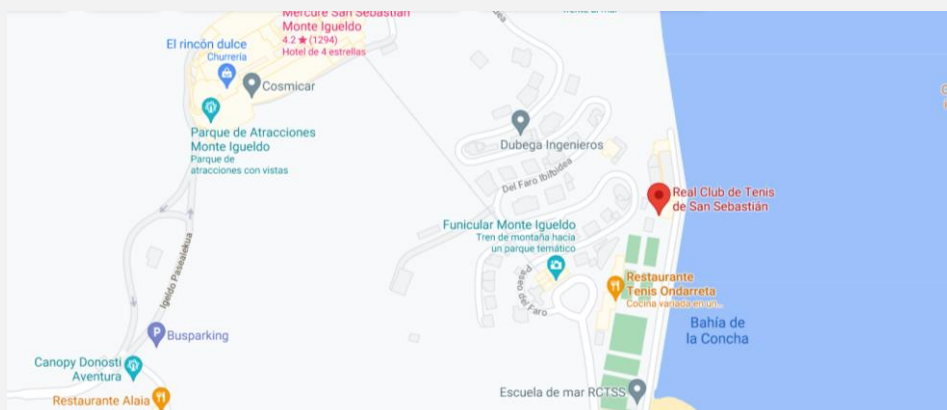 Mercure San Sebastián
Monte Igueldo
4.2 ★ (1294)
Hotel de 4 estrellas
El rincón dulce
Churrería
Cosmicar
Parque de Atracciones
Monte Igueldo
Parque de
atracciones con vistas
Dubega Ingenieros
Del Faro Ibilbidea
Real Club de Tenis
de San Sebastián
Funicular Monte Igueldo
Tren de montaña hacia
un parque temático
Paseo
del Faro
Restaurante
Tenis Ondarreta
Cocina variada en un...
Igeldo Pasealekua
Bahía de
la Concha
P
Busparking
Canopy Donosti
Aventura
Restaurante Alaia
Escuela de mar RCTSS